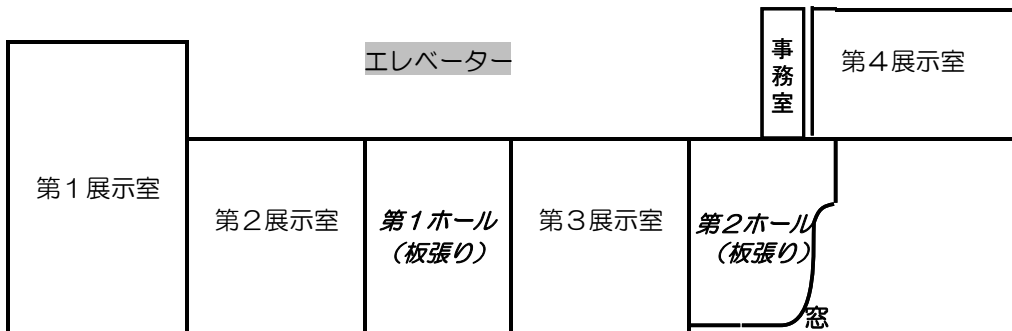 エレベーター
事務室
第４展示室
第１展示室
第２展示室
第１ホール
（板張り）
第３展示室
第２ホール
（板張り）
窓